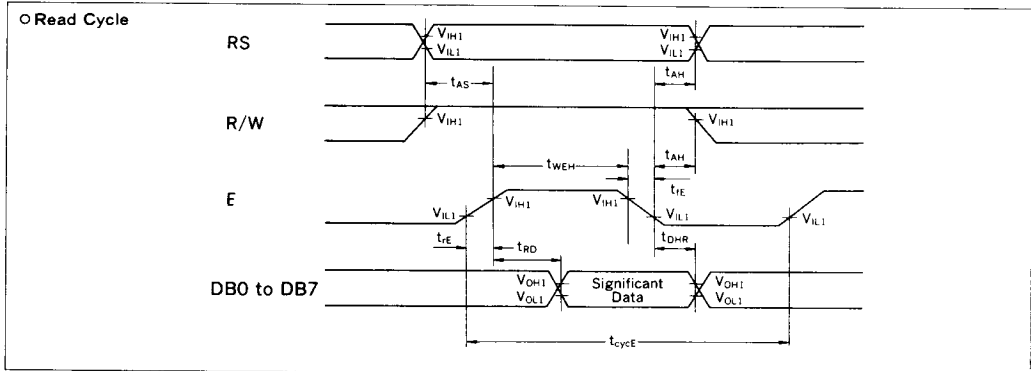 ○ Read Cycle
RS
VIH1
VIL1
VIH1
VIL1
tAS
tAH
R/W
VIH1
VIH1
tWEH
tAH
tfE
E
VIL1
VIH1
VIH1
VIL1
VIL1
trE
tRD
tDHR
DB0 to DB7
VOH1
VOL1
Significant
Data
VOH1
VOL1
tcycE